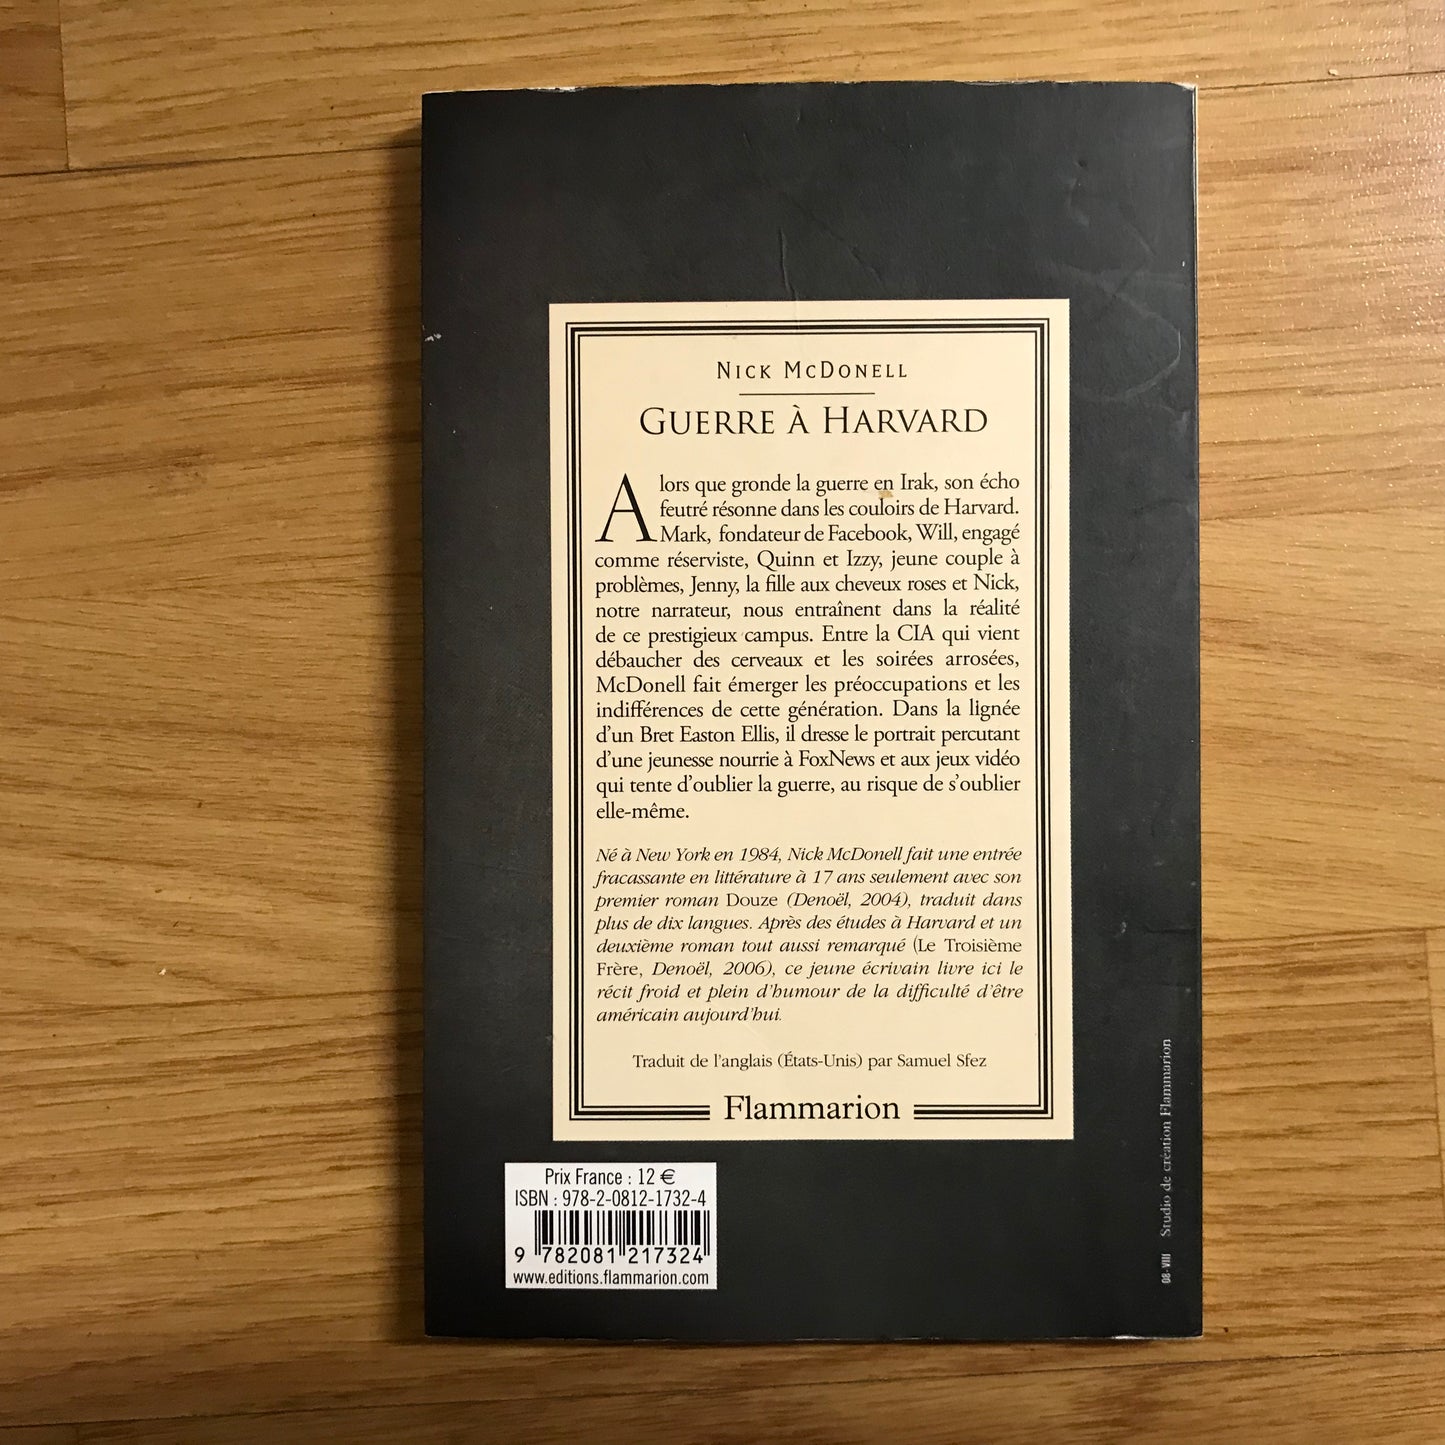 NICK MCDONELL
GUERRE À HARVARD
Alors que gronde la guerre en Irak, son écho
feutré résonne dans les couloirs de Harvard.
Mark, fondateur de Facebook, Will, engagé
comme réserviste, Quinn et Izzy, jeune couple à
problèmes, Jenny, la fille aux cheveux roses et Nick,
notre narrateur, nous entraînent dans la réalité
de ce prestigieux campus. Entre la CIA qui vient
débaucher des cerveaux et les soirées arrosées,
McDonell fait émerger les préoccupations et les
indifférences de cette génération. Dans la lignée
d'un Bret Easton Ellis, il dresse le portrait percutant
d'une jeunesse nourrie à FoxNews et aux jeux vidéo
qui tente d'oublier la guerre, au risque de s'oublier
elle-même.
Né à New York en 1984, Nick McDonell fait une entrée
fracassante en littérature à 17 ans seulement avec son
premier roman Douze (Denoël, 2004), traduit dans
plus de dix langues. Après des études à Harvard et un
deuxième roman tout aussi remarqué (Le Troisième
Frère, Denoël, 2006), ce jeune écrivain livre ici le
récit froid et plein d'humour de la difficulté d'être
américain aujourd'hui.
Traduit de l'anglais (États-Unis) par Samuel Sfez
Flammarion
Prix France : 12 €
ISBN : 978-2-0812-1732-4
9 782081 217324
www.editions.flammarion.com
08-VIII Studio de création Flammarion